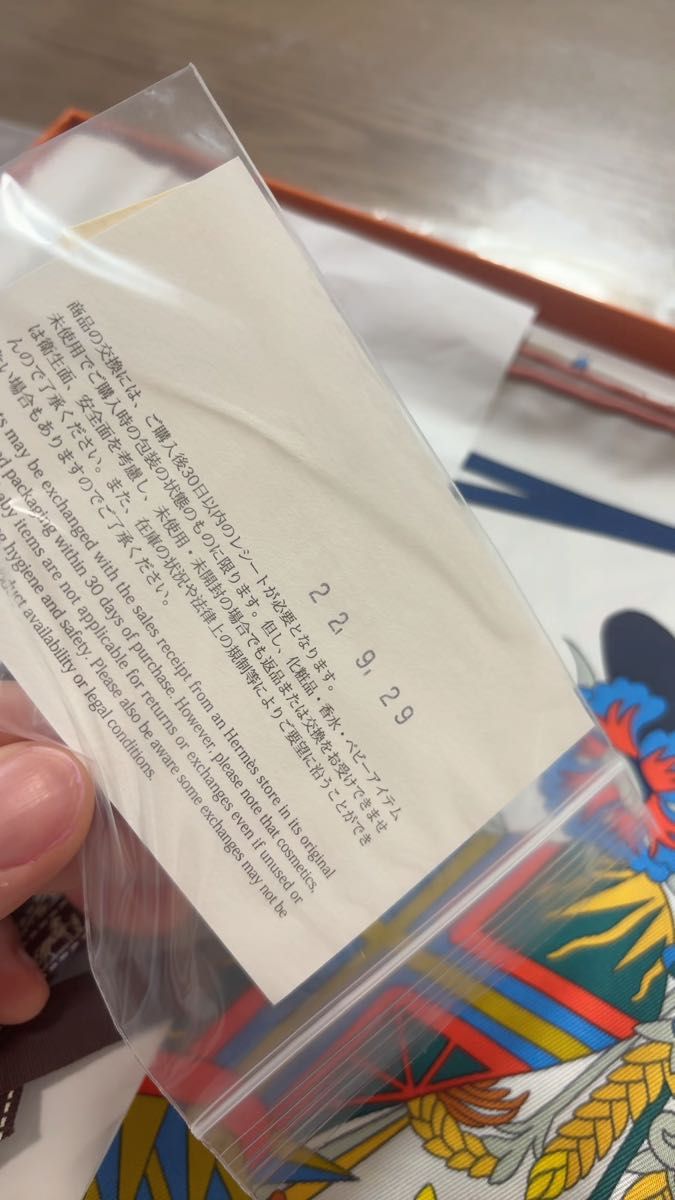 商品の交換には、ご購入後30日以内のレシートが必要となります。
未使用でご購入時の包装の状態のものに限ります。但し、化粧品・香水・ベビーアイテム
は衛生面、安全面を考慮し、未使用・未開封の場合でも返品または交換をお受けできませ
んので了承ください。また、在庫の状況や法律上の規制等によりご要望に沿うことができ
い場合もありますのでご了承ください。
may be exchanged with the sales receipt from an Hermès store in its original
packaging within 30 days of purchase. However, please note that cosmetics,
items are not applicable for returns or exchanges even if unused or
hygiene and safety. Please also be aware some exchanges may not be
availability or legal conditions.
22, 9, 29